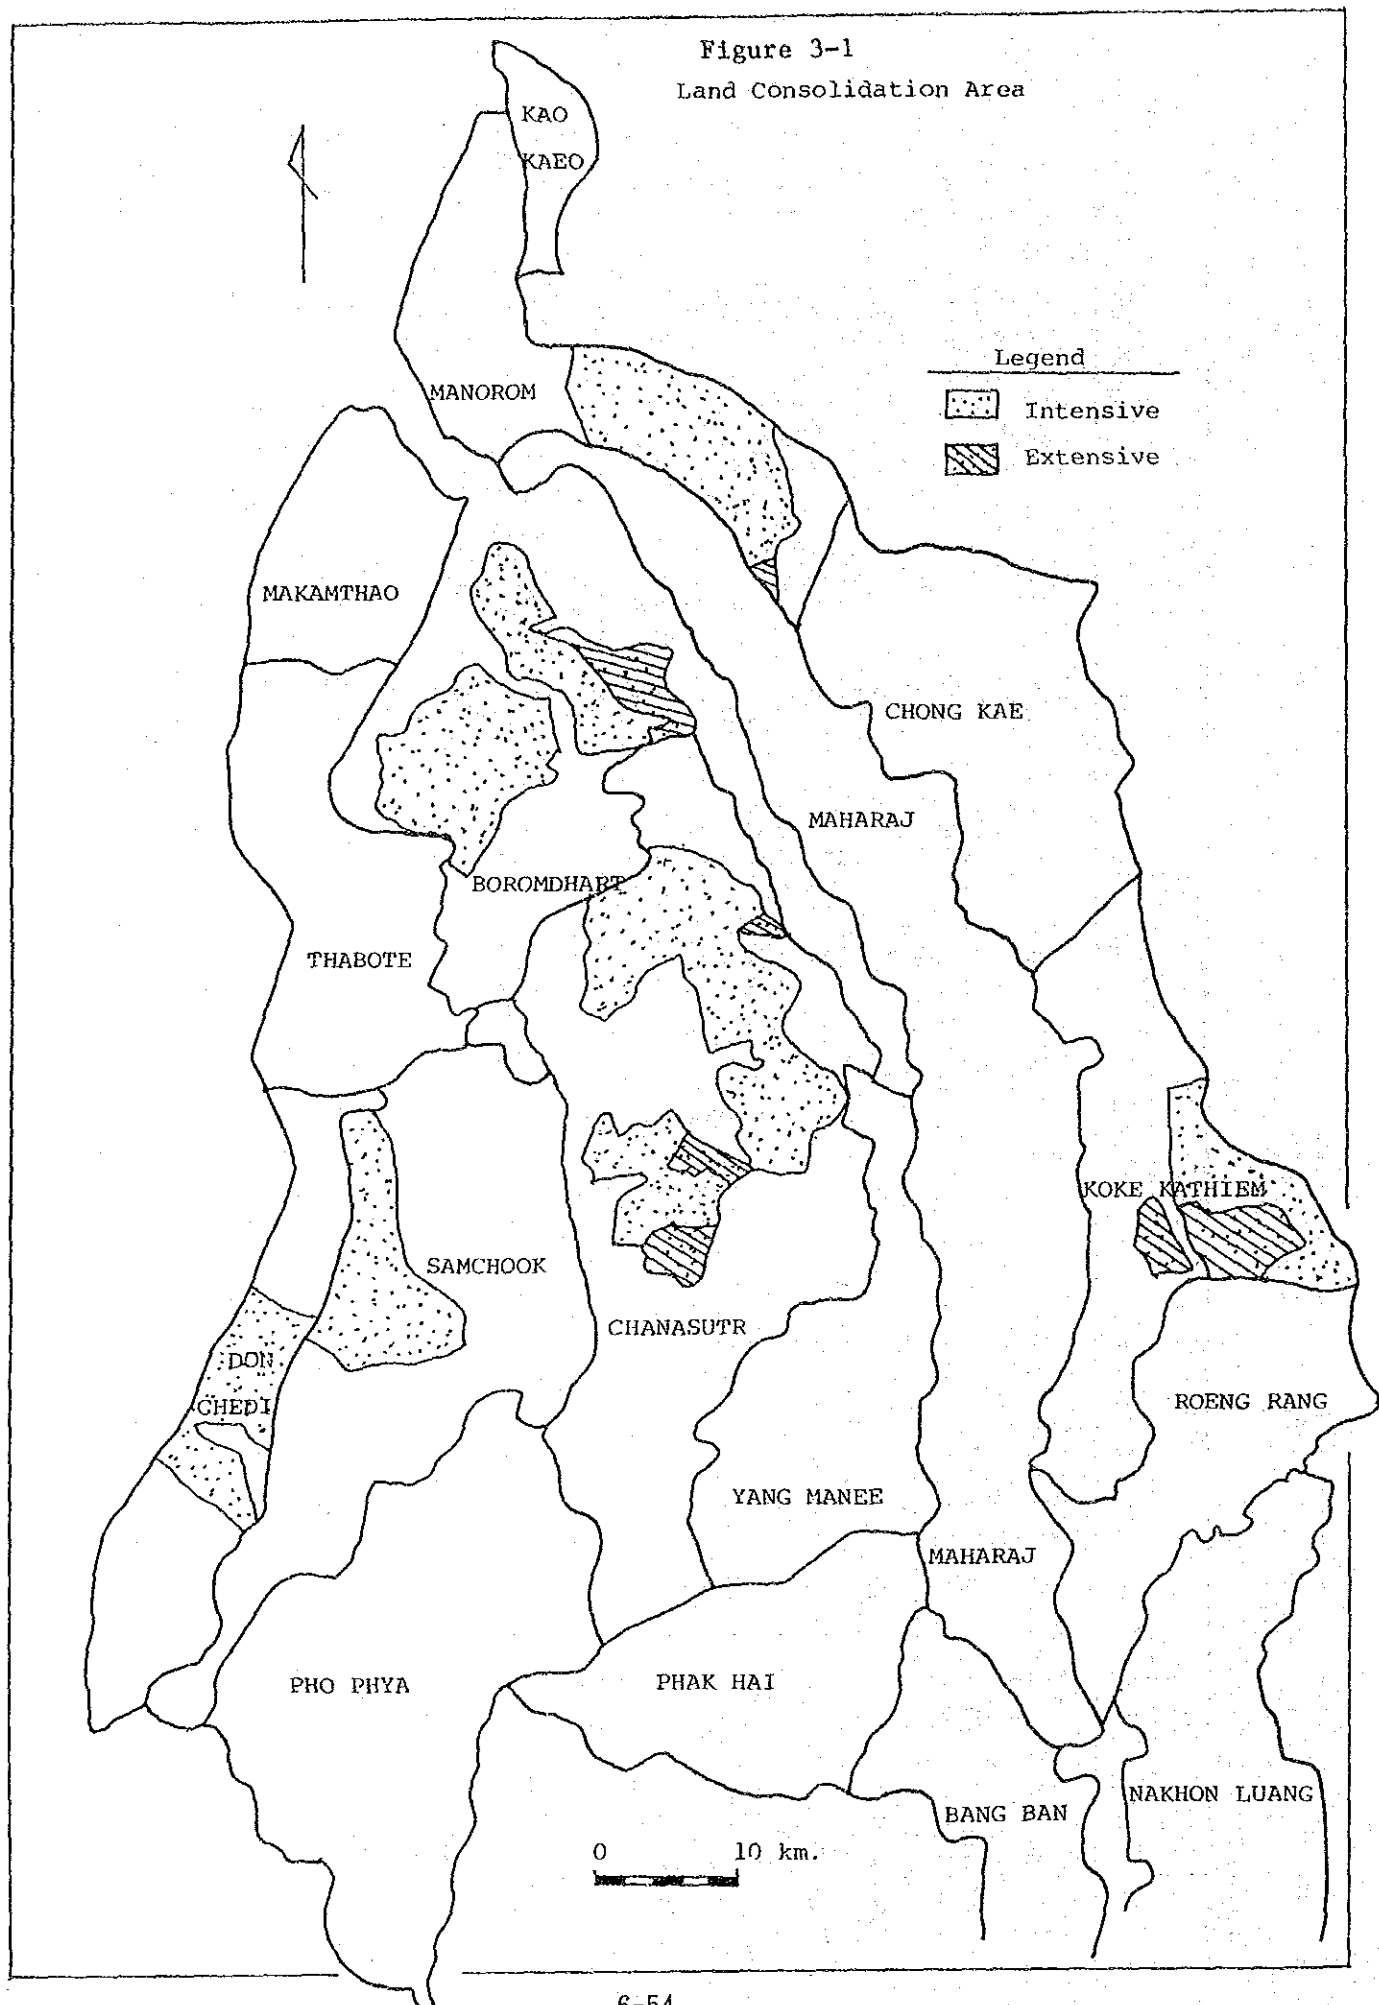 Figure 3-1
Land Consolidation Area
KAO
KAEO
Legend
MANOROM
Intensive
Extensive
MAKAMTHAO
CHONG KAE
MAHARAJ
BOROMDHART
THABOTE
KOKE KATHIEM
SAMCHOOK
CHANASUTR
DON
CHEDI
ROENG RANG
YANG MANEE
MAHARAJ
PHO PHYA
PHAK HAI
NAKHON LUANG
BANG BAN
0 10 km.
6-54